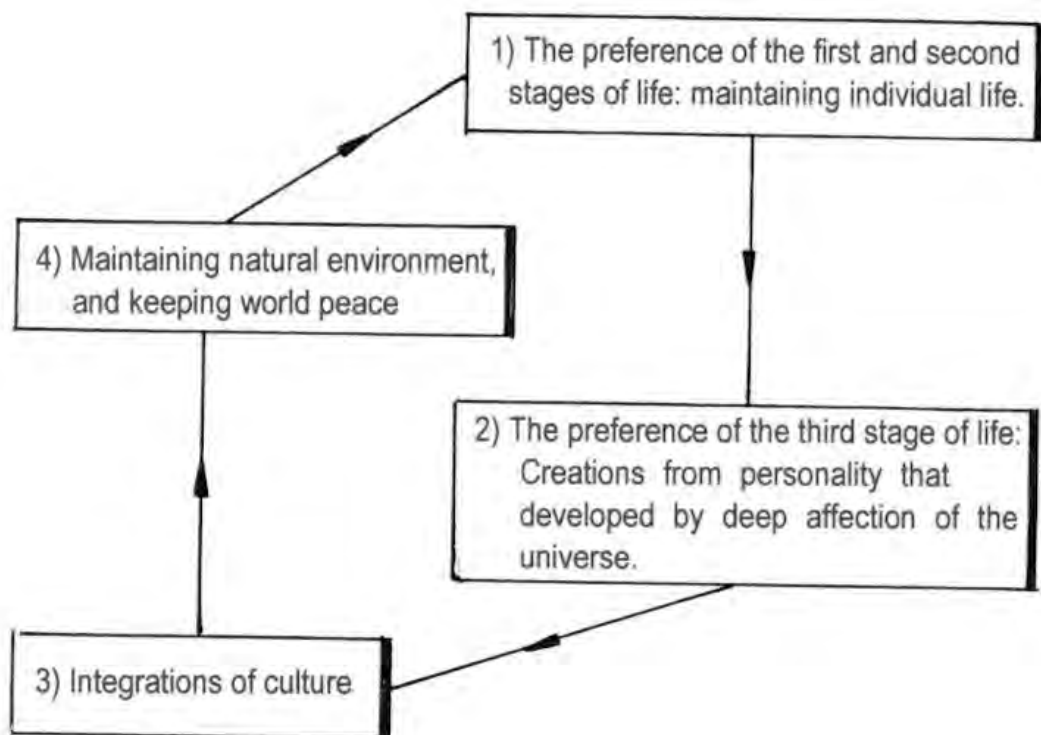 1) The preference of the first and second
stages of life: maintaining individual life.
4) Maintaining natural environment,
and keeping world peace
2) The preference of the third stage of life:
Creations from personality that
developed by deep affection of the
universe.
3) Integrations of culture